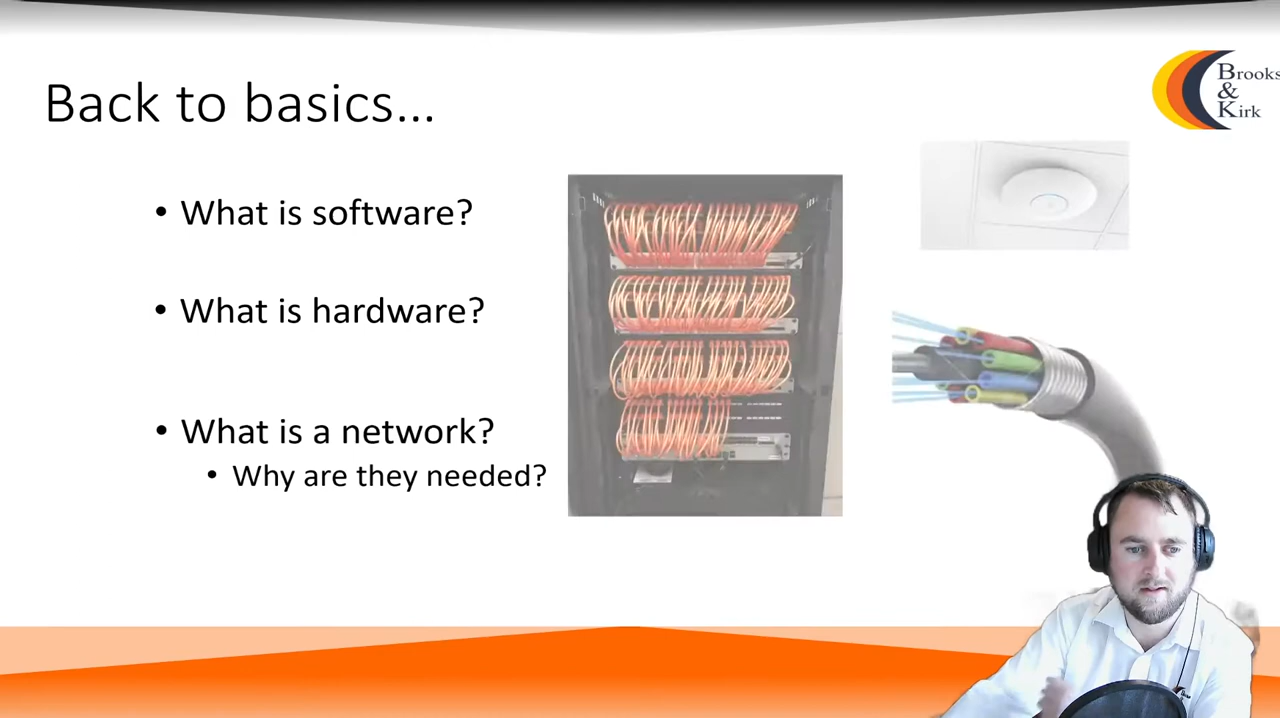 Back to basics...
Brooks
&
Kirk
• What is software?
• What is hardware?
• What is a network?
• Why are they needed?